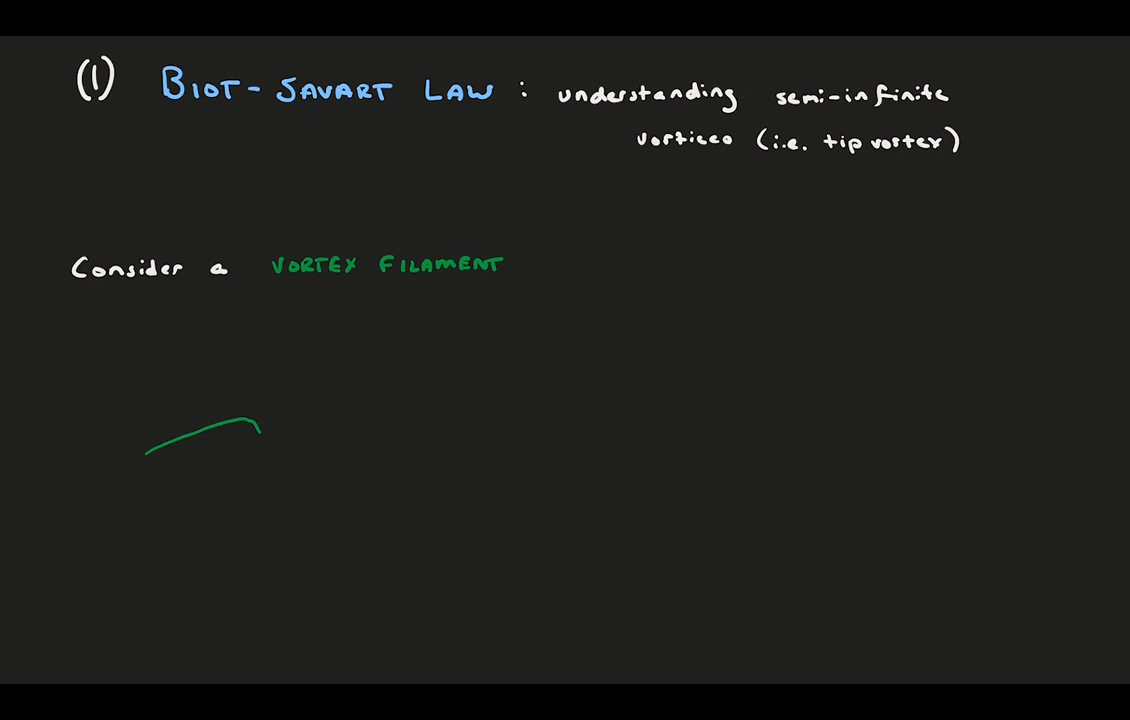 (1) BIOT-SAVART LAW : understanding semi-infinite
vortices (i.e. tip vortex)
Consider a VORTEX FILAMENT